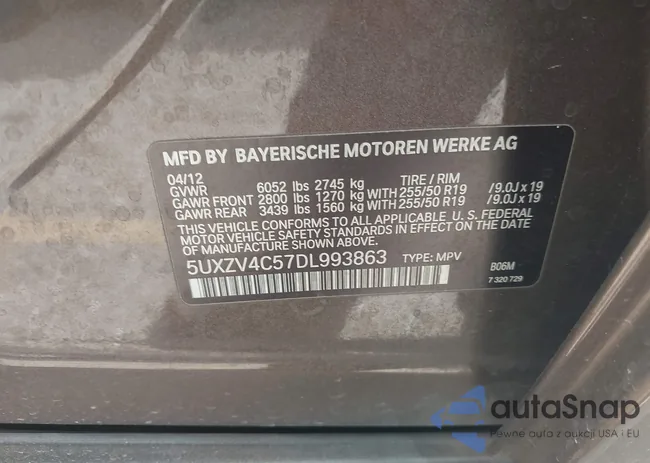 MFD BY BAYERISCHE MOTOREN WERKE AG
04/12 TIRE / RIM
GVWR 6052 lbs 2745 kg
GAWR FRONT 2800 lbs 1270 kg WITH 255/50 R19 /9.0J x 19
GAWR REAR 3439 lbs 1560 kg WITH 255/50 R19 /9.0J x 19
THIS VEHICLE CONFORMS TO ALL APPLICABLE U. S. FEDERAL
MOTOR VEHICLE SAFETY STANDARDS IN EFFECT ON THE
DATE OF MANUFACTURE SHOWN ABOVE.
5UXZV4C57DL993863 TYPE: MPV B06M
7 320 729
autaSnap
Pewne auta z aukcji USA i EU